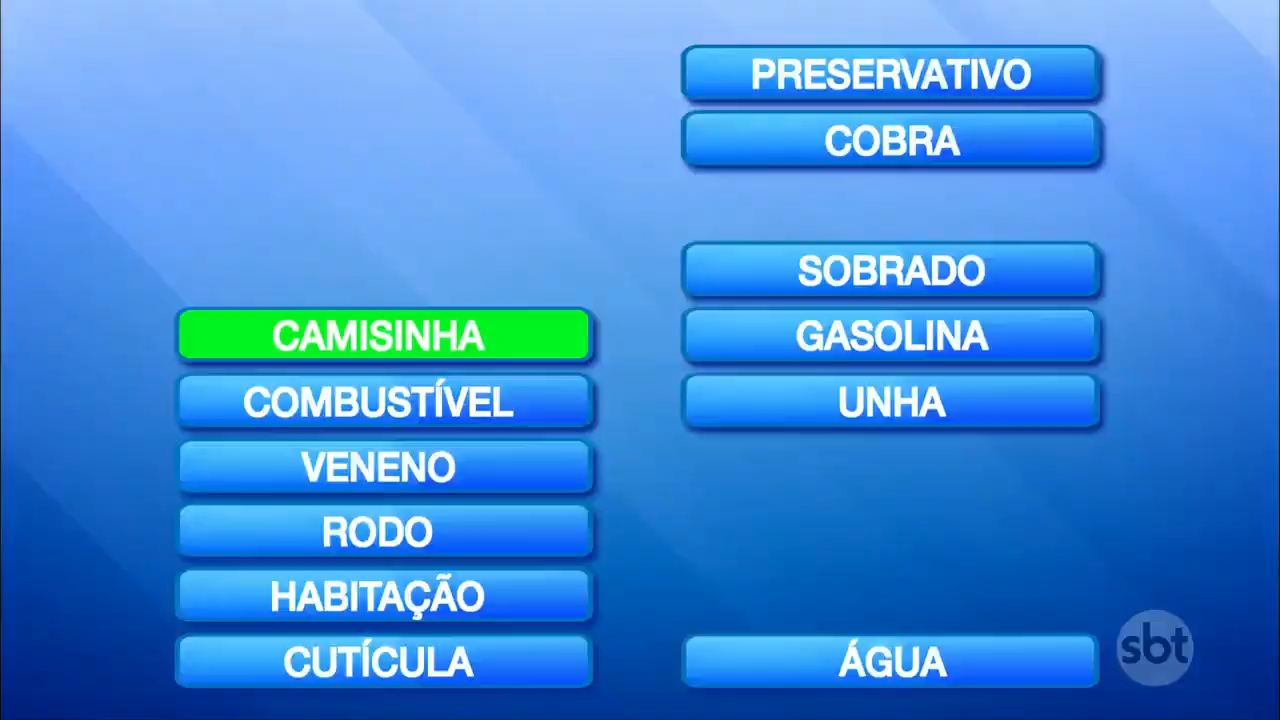 PRESERVATIVO
COBRA
SOBRADO
CAMISINHA
GASOLINA
COMBUSTÍVEL
UNHA
VENENO
RODO
HABITAÇÃO
CUTÍCULA
ÁGUA
sbt